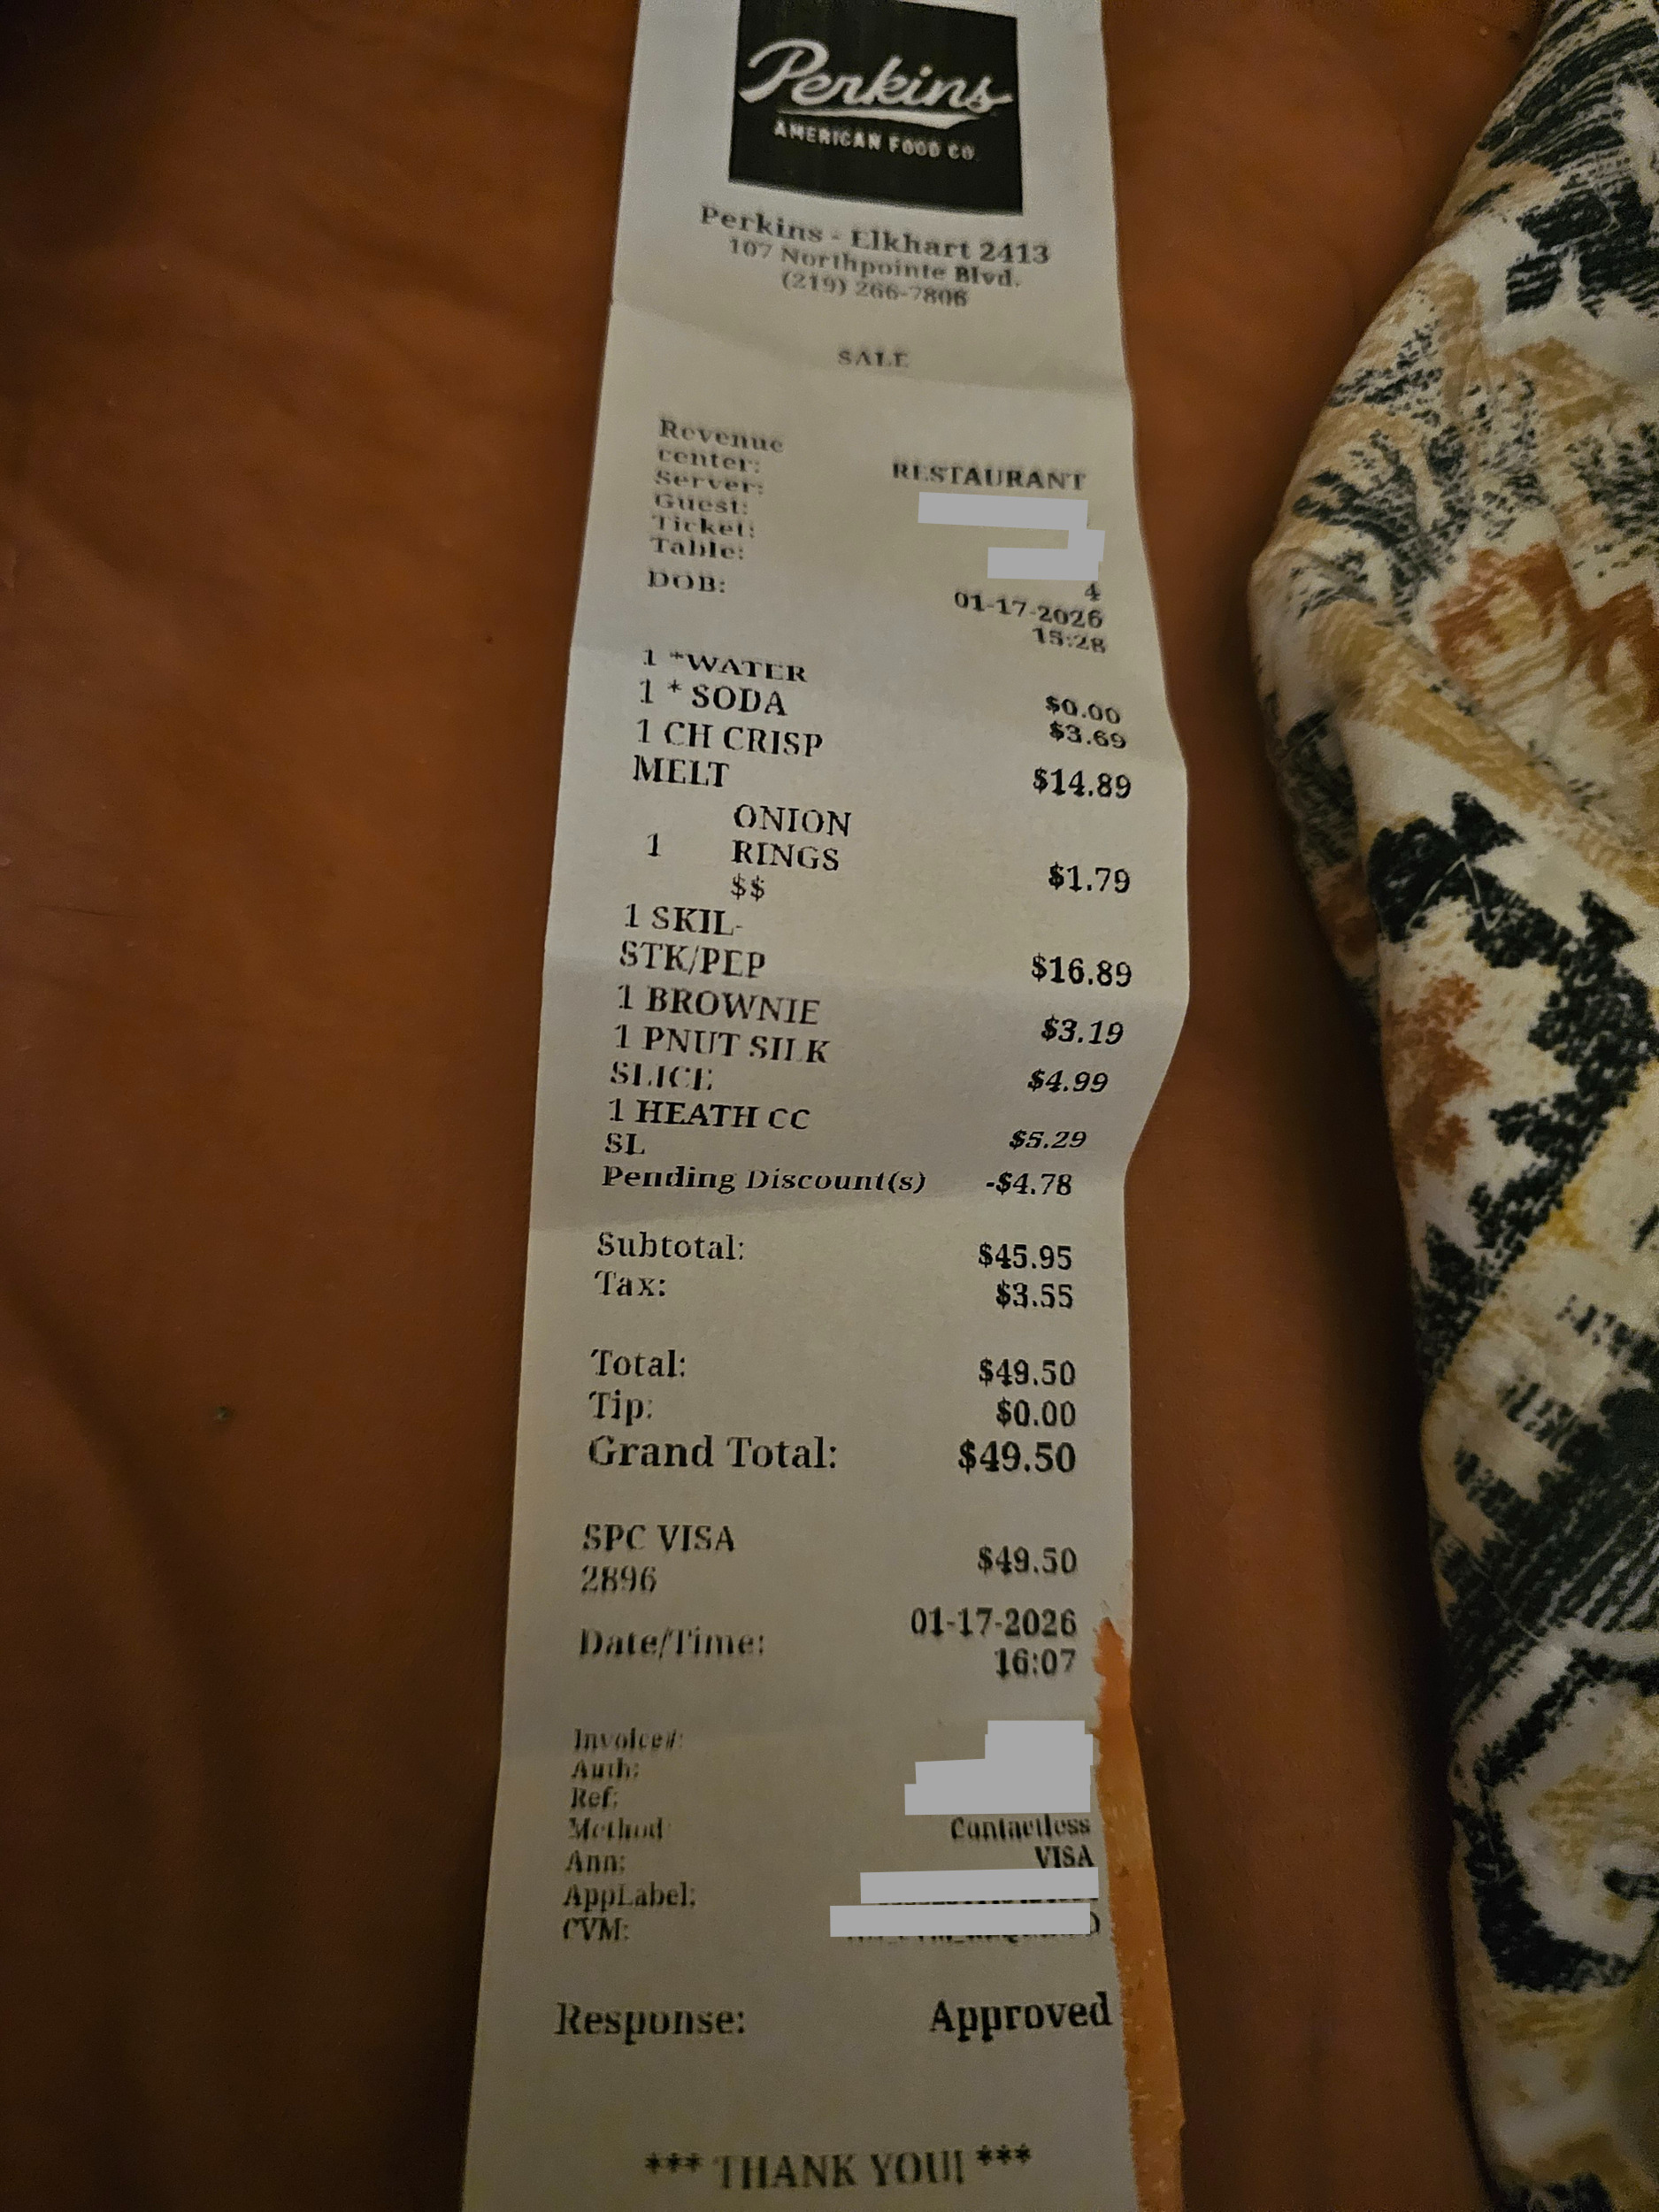 Perkins
AMERICAN FOOD CO.
Perkins - Elkhart 2413
107 Northpointe Blvd.
(219) 266-7806
SALE
Revenue
center: RESTAURANT
Server:
Guest:
Ticket:
Table: 4
DOB: 01-17-2026
15:28
1 *WATER $0.00
1 * SODA $3.69
1 CH CRISP
MELT $14.89
ONION
1 RINGS $1.79
$$
1 SKIL-
STK/PEP $16.89
1 BROWNIE $3.19
1 PNUT SILK
SLICE $4.99
1 HEATH CC
SL $5.29
Pending Discount(s) -$4.78
Subtotal: $45.95
Tax: $3.55
Total: $49.50
Tip: $0.00
Grand Total: $49.50
SPC VISA
2896 $49.50
Date/Time: 01-17-2026
16:07
Invoice#:
Auth:
Ref:
Method: Contactless
App: VISA
AppLabel:
CVM:
Response: Approved
*** THANK YOU! ***